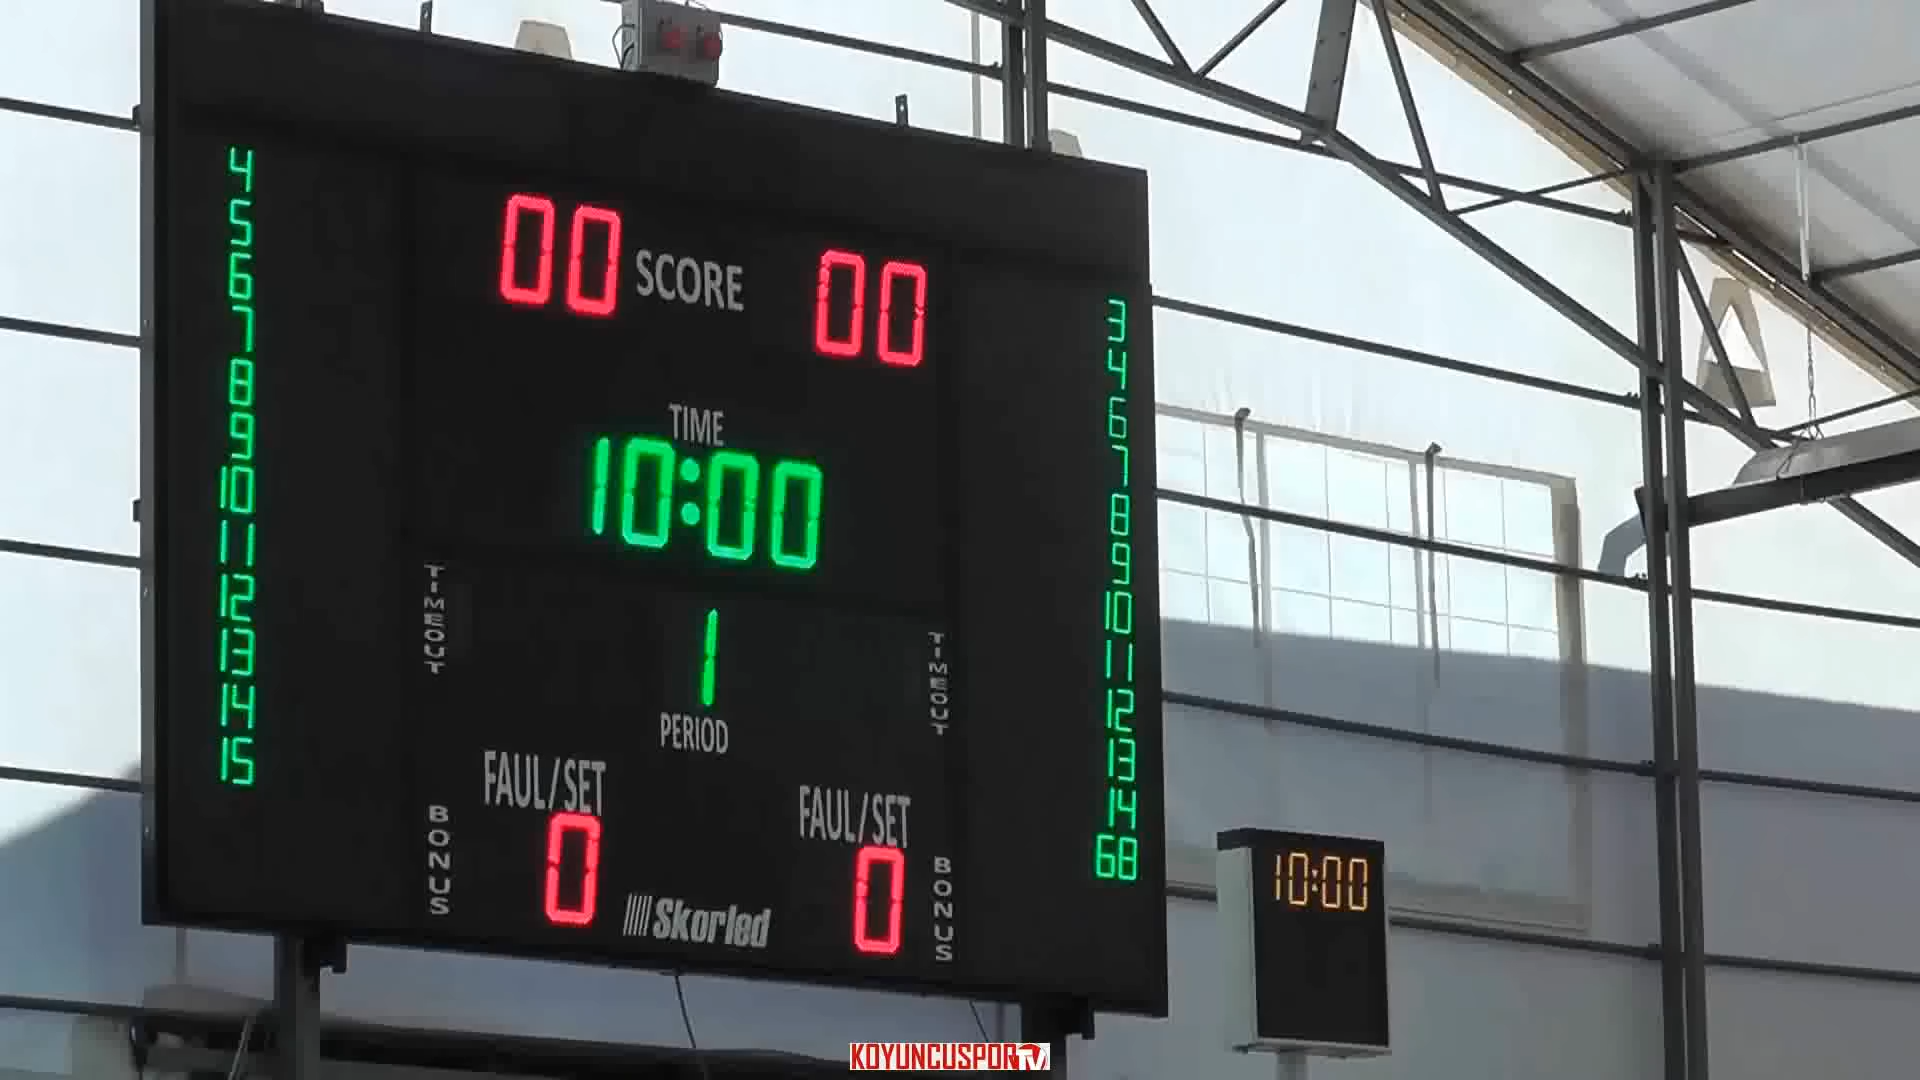 4
5
6
7
8
9
10
11
12
13
14
15
00 SCORE 00
TIME
10:00
TIMEOUT
1
PERIOD
TIMEOUT
FAUL/SET
0
FAUL/SET
0
BONUS
BONUS
Skorled
3
4
6
7
8
9
10
11
12
13
14
68
A
10:00
KOYUNCUSPOR TV